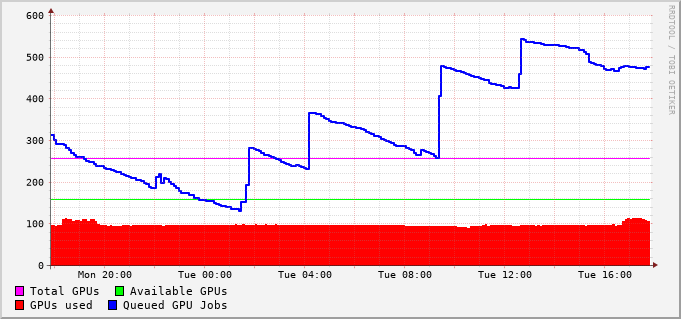 600
500
400
300
200
100
0
Mon 20:00 Tue 00:00 Tue 04:00 Tue 08:00 Tue 12:00 Tue 16:00
Total GPUs Available GPUs
GPUs used Queued GPU Jobs
RRDTOOL / TOBI OETIKER